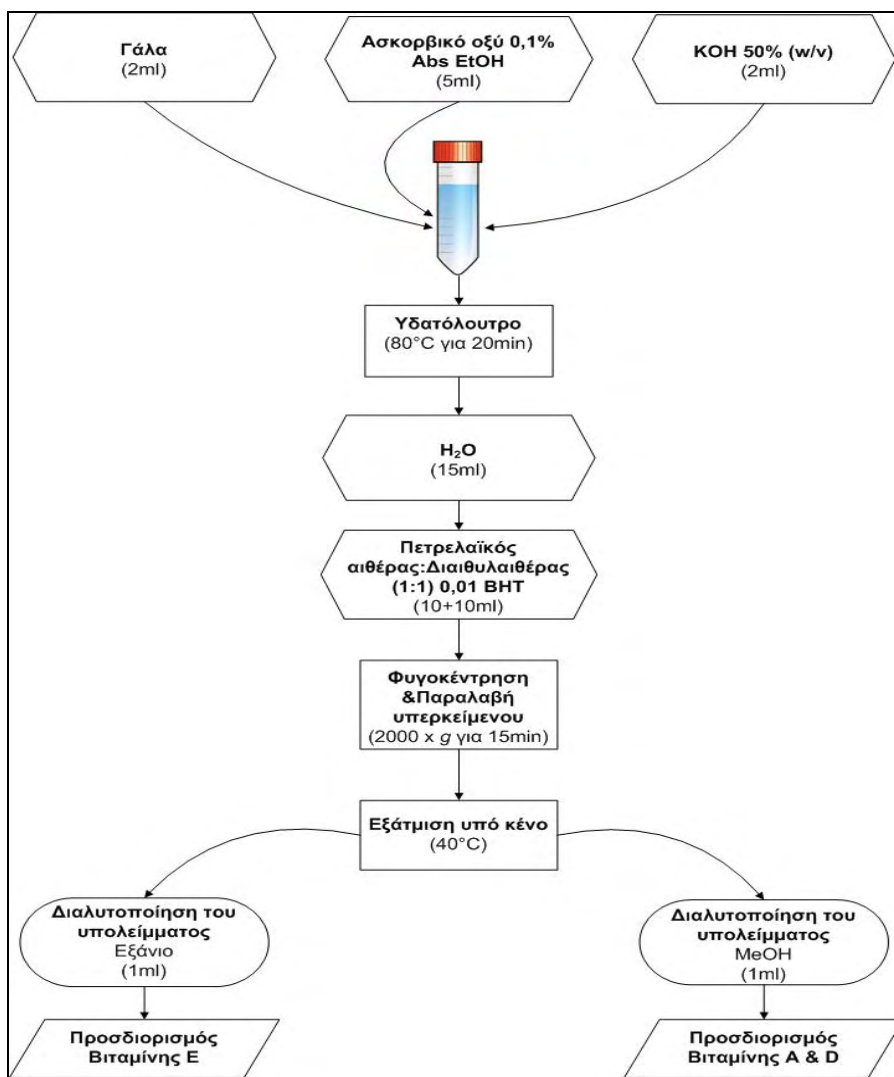 Γάλα
(2ml)
Ασκορβικό οξύ 0,1%
Abs EtOH
(5ml)
KOH 50% (w/v)
(2ml)
Υδατόλουτρο
(80°C για 20min)
H₂O
(15ml)
Πετρελαϊκός
αιθέρας:Διαιθυλαιθέρας
(1:1) 0,01 BHT
(10+10ml)
Φυγοκέντρηση
&Παραλαβή
υπερκείμενου
(2000 x g για 15min)
Εξάτμιση υπό κένο
(40°C)
Διαλυτοποίηση του
υπολείμματος
Εξάνιο
(1ml)
Διαλυτοποίηση του
υπολείμματος
MeOH
(1ml)
Προσδιορισμός
Βιταμίνης E
Προσδιορισμός
Βιταμίνης A & D